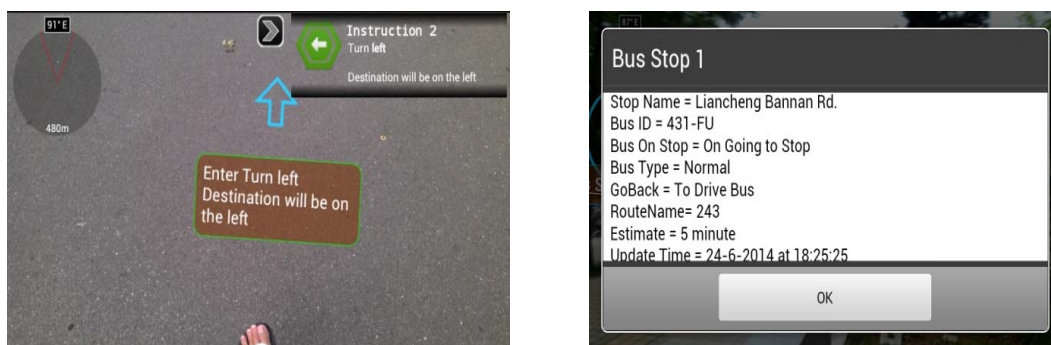 91° E
480m
Instruction 2
Turn left
Destination will be on the left
Enter Turn left
Destination will be on
the left
87° E
Bus Stop 1
Stop Name = Liancheng Bannan Rd.
Bus ID = 431-FU
Bus On Stop = On Going to Stop
Bus Type = Normal
GoBack = To Drive Bus
RouteName= 243
Estimate = 5 minute
Update Time = 24-6-2014 at 18:25:25
OK